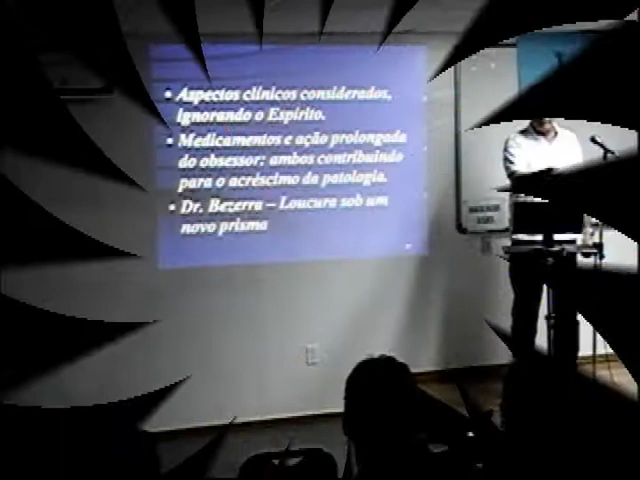 • Aspectos clínicos considerados,
ignorando o Espírito.
• Medicamentos e ação prolongada
do obsessor: ambos contribuindo
para o acréscimo da patologia.
• Dr. Bezerra – Loucura sob um
novo prisma